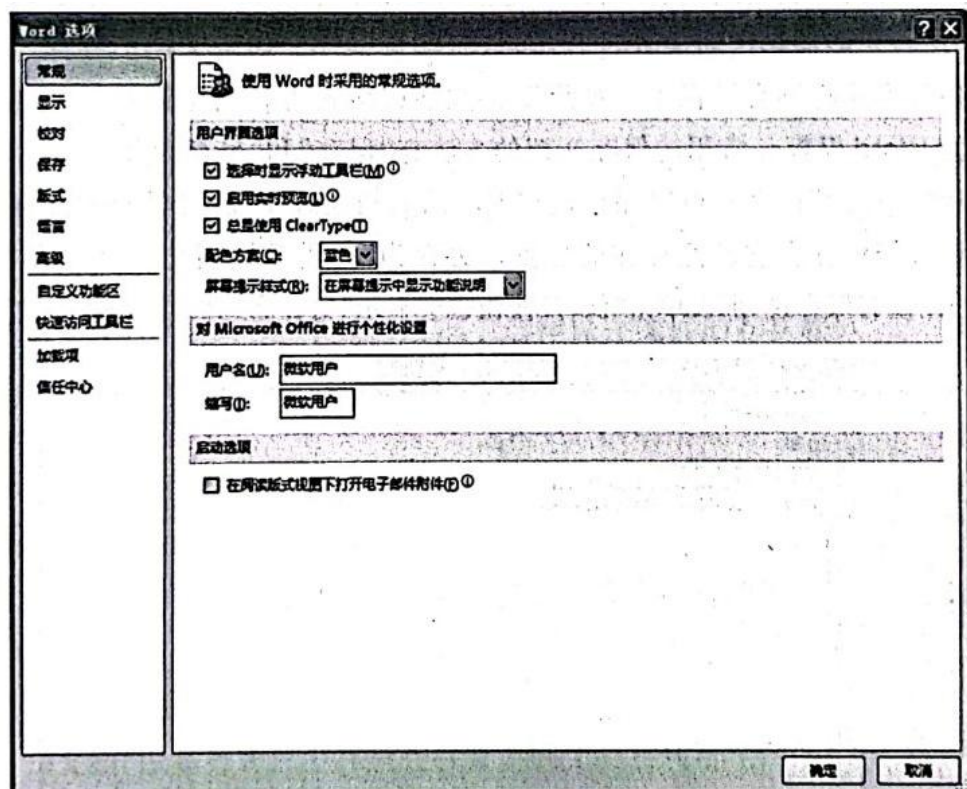 Word 选项
常规
显示
校对
保存
版式
语言
高级
自定义功能区
快速访问工具栏
加载项
信任中心
使用 Word 时采用的常规选项。
用户界面选项
选择时显示浮动工具栏(M)
启用实时预览(L)
总是使用 ClearType(T)
配色方案(C): 蓝色
屏幕提示样式(R): 在屏幕提示中显示功能说明
对 Microsoft Office 进行个性化设置
用户名(U): 微软用户
缩写(I): 微软用户
启动选项
在阅读版式视图下打开电子邮件附件(F)
确定
取消